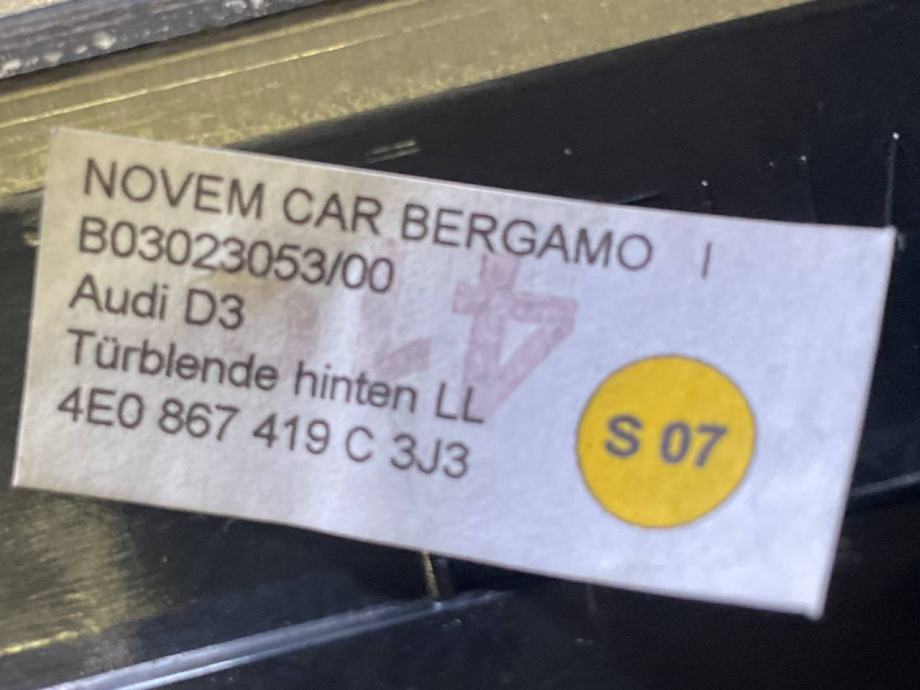 NOVEM CAR BERGAMO I
B03023053/00
Audi D3
Türblende hinten LL
4E0 867 419 C 3J3
S 07